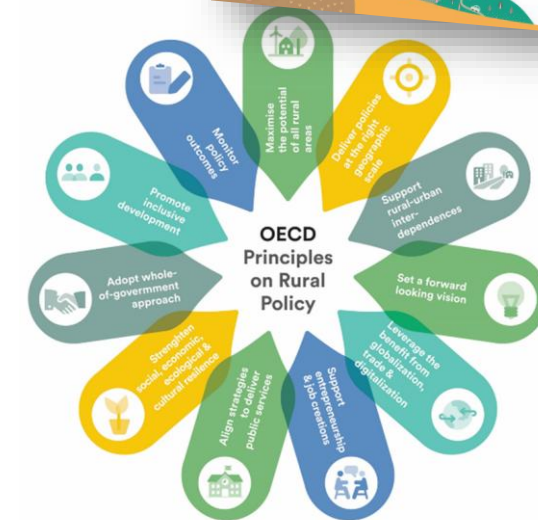 OECD
Principles
on Rural
Policy
Maximise
the potential
of all rural
areas
Deliver policies
at the right
geographic
scale
Support
rural-urban
inter-
dependences
Set a forward
looking vision
Leverage the
benefit from
globalization,
trade &
digitalization
Support
entrepreneurship
& job creations
Align strategies
to deliver
public services
Strenghten
social, economic,
ecological &
cultural resilience
Adopt whole-
of-governmment
approach
Promote
inclusive
development
Monitor
policy
outcomes